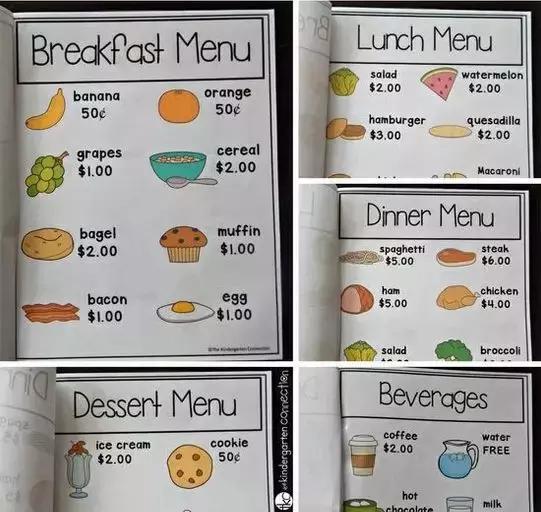 Breakfast Menu
banana
50¢
orange
50¢
grapes
$1.00
cereal
$2.00
bagel
$2.00
muffin
$1.00
bacon
$1.00
egg
$1.00
©The Kindergarten Connection
Lunch Menu
salad
$2.00
watermelon
$2.00
hamburger
$3.00
quesadilla
$2.00
Macaroni
Dinner Menu
spaghetti
$5.00
steak
$6.00
ham
$5.00
chicken
$4.00
salad
broccoli
Dessert Menu
ice cream
$2.00
cookie
50¢
the kindergarten connection
Beverages
coffee
$2.00
water
FREE
hot
chocolate
milk